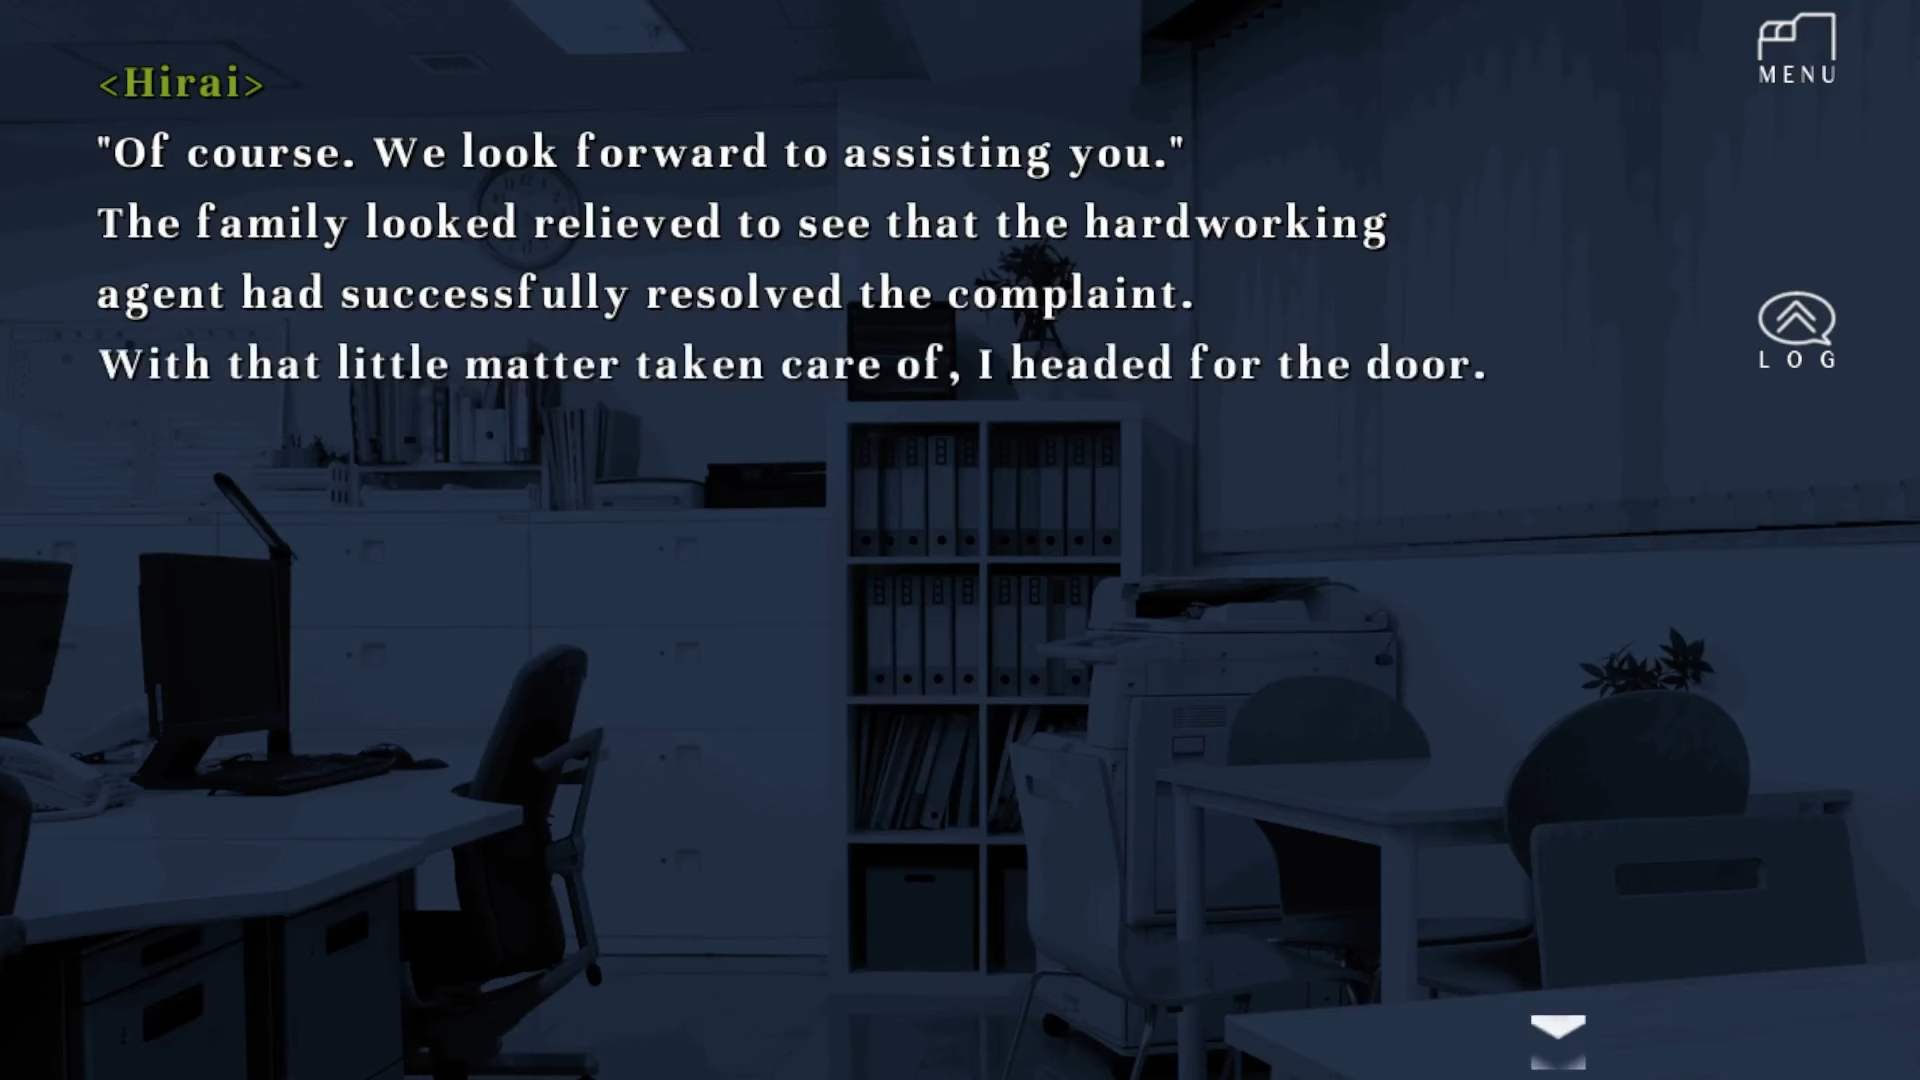 <Hirai>
"Of course. We look forward to assisting you."
The family looked relieved to see that the hardworking
agent had successfully resolved the complaint.
With that little matter taken care of, I headed for the door.
MENU
LOG